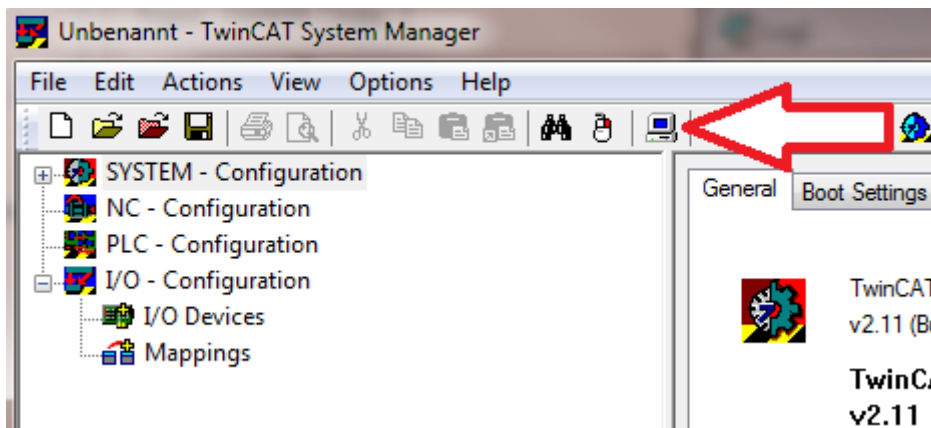 Unbenannt - TwinCAT System Manager
File Edit Actions View Options Help
SYSTEM - Configuration
NC - Configuration
PLC - Configuration
I/O - Configuration
I/O Devices
Mappings
General Boot Settings
TwinCAT
v2.11
v2.11